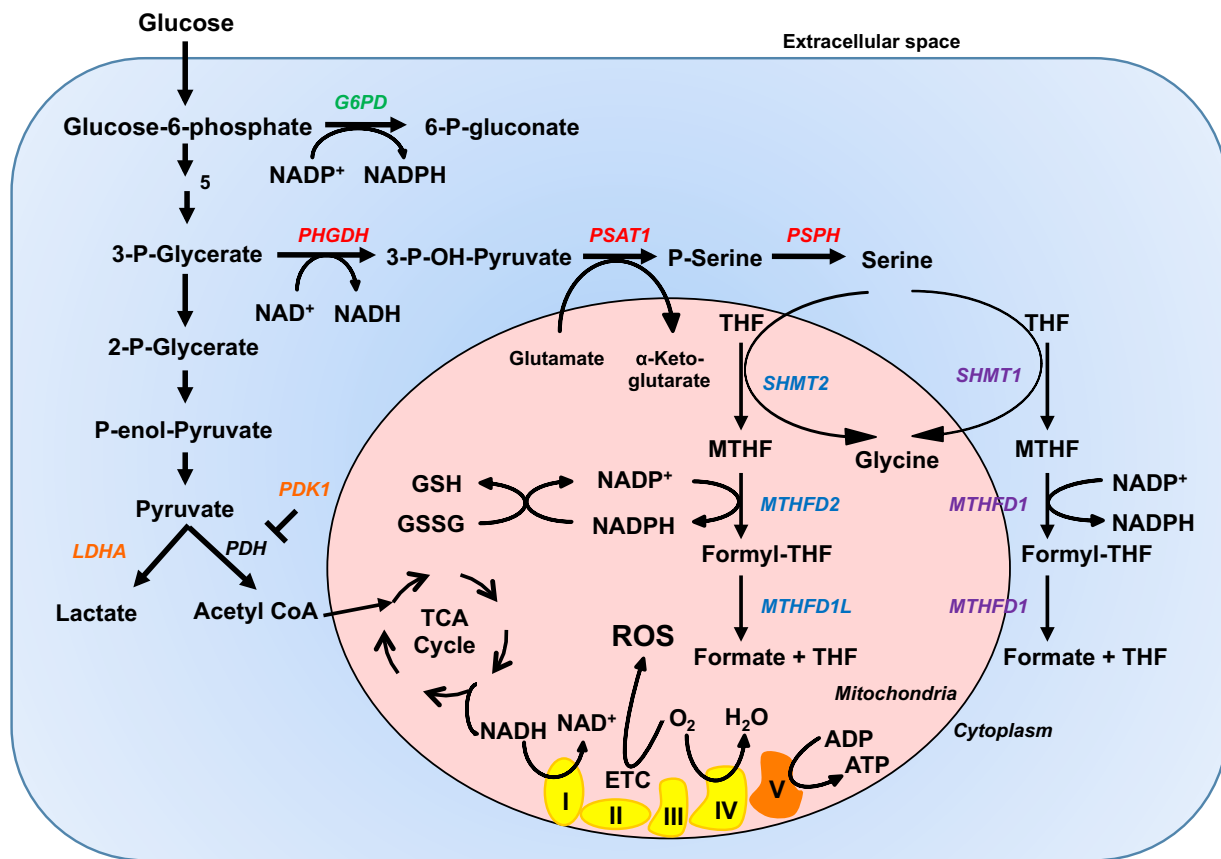 Glucose
Extracellular space
G6PD
Glucose-6-phosphate
6-P-gluconate
NADP⁺ NADPH
5
PHGDH
PSAT1
PSPH
3-P-Glycerate
3-P-OH-Pyruvate
P-Serine
Serine
NAD⁺ NADH
THF
THF
2-P-Glycerate
Glutamate
α-Keto-
glutarate
SHMT2
SHMT1
P-enol-Pyruvate
MTHF
Glycine
MTHF
PDK1
GSH
NADP⁺
NADP⁺
Pyruvate
MTHFD2
MTHFD1
GSSG
NADPH
NADPH
LDHA
PDH
Formyl-THF
Formyl-THF
Lactate
Acetyl CoA
TCA
Cycle
MTHFD1L
MTHFD1
ROS
Formate + THF
Formate + THF
Mitochondria
Cytoplasm
NADH
NAD⁺
O₂
H₂O
ADP
ATP
ETC
I
II
III
IV
V